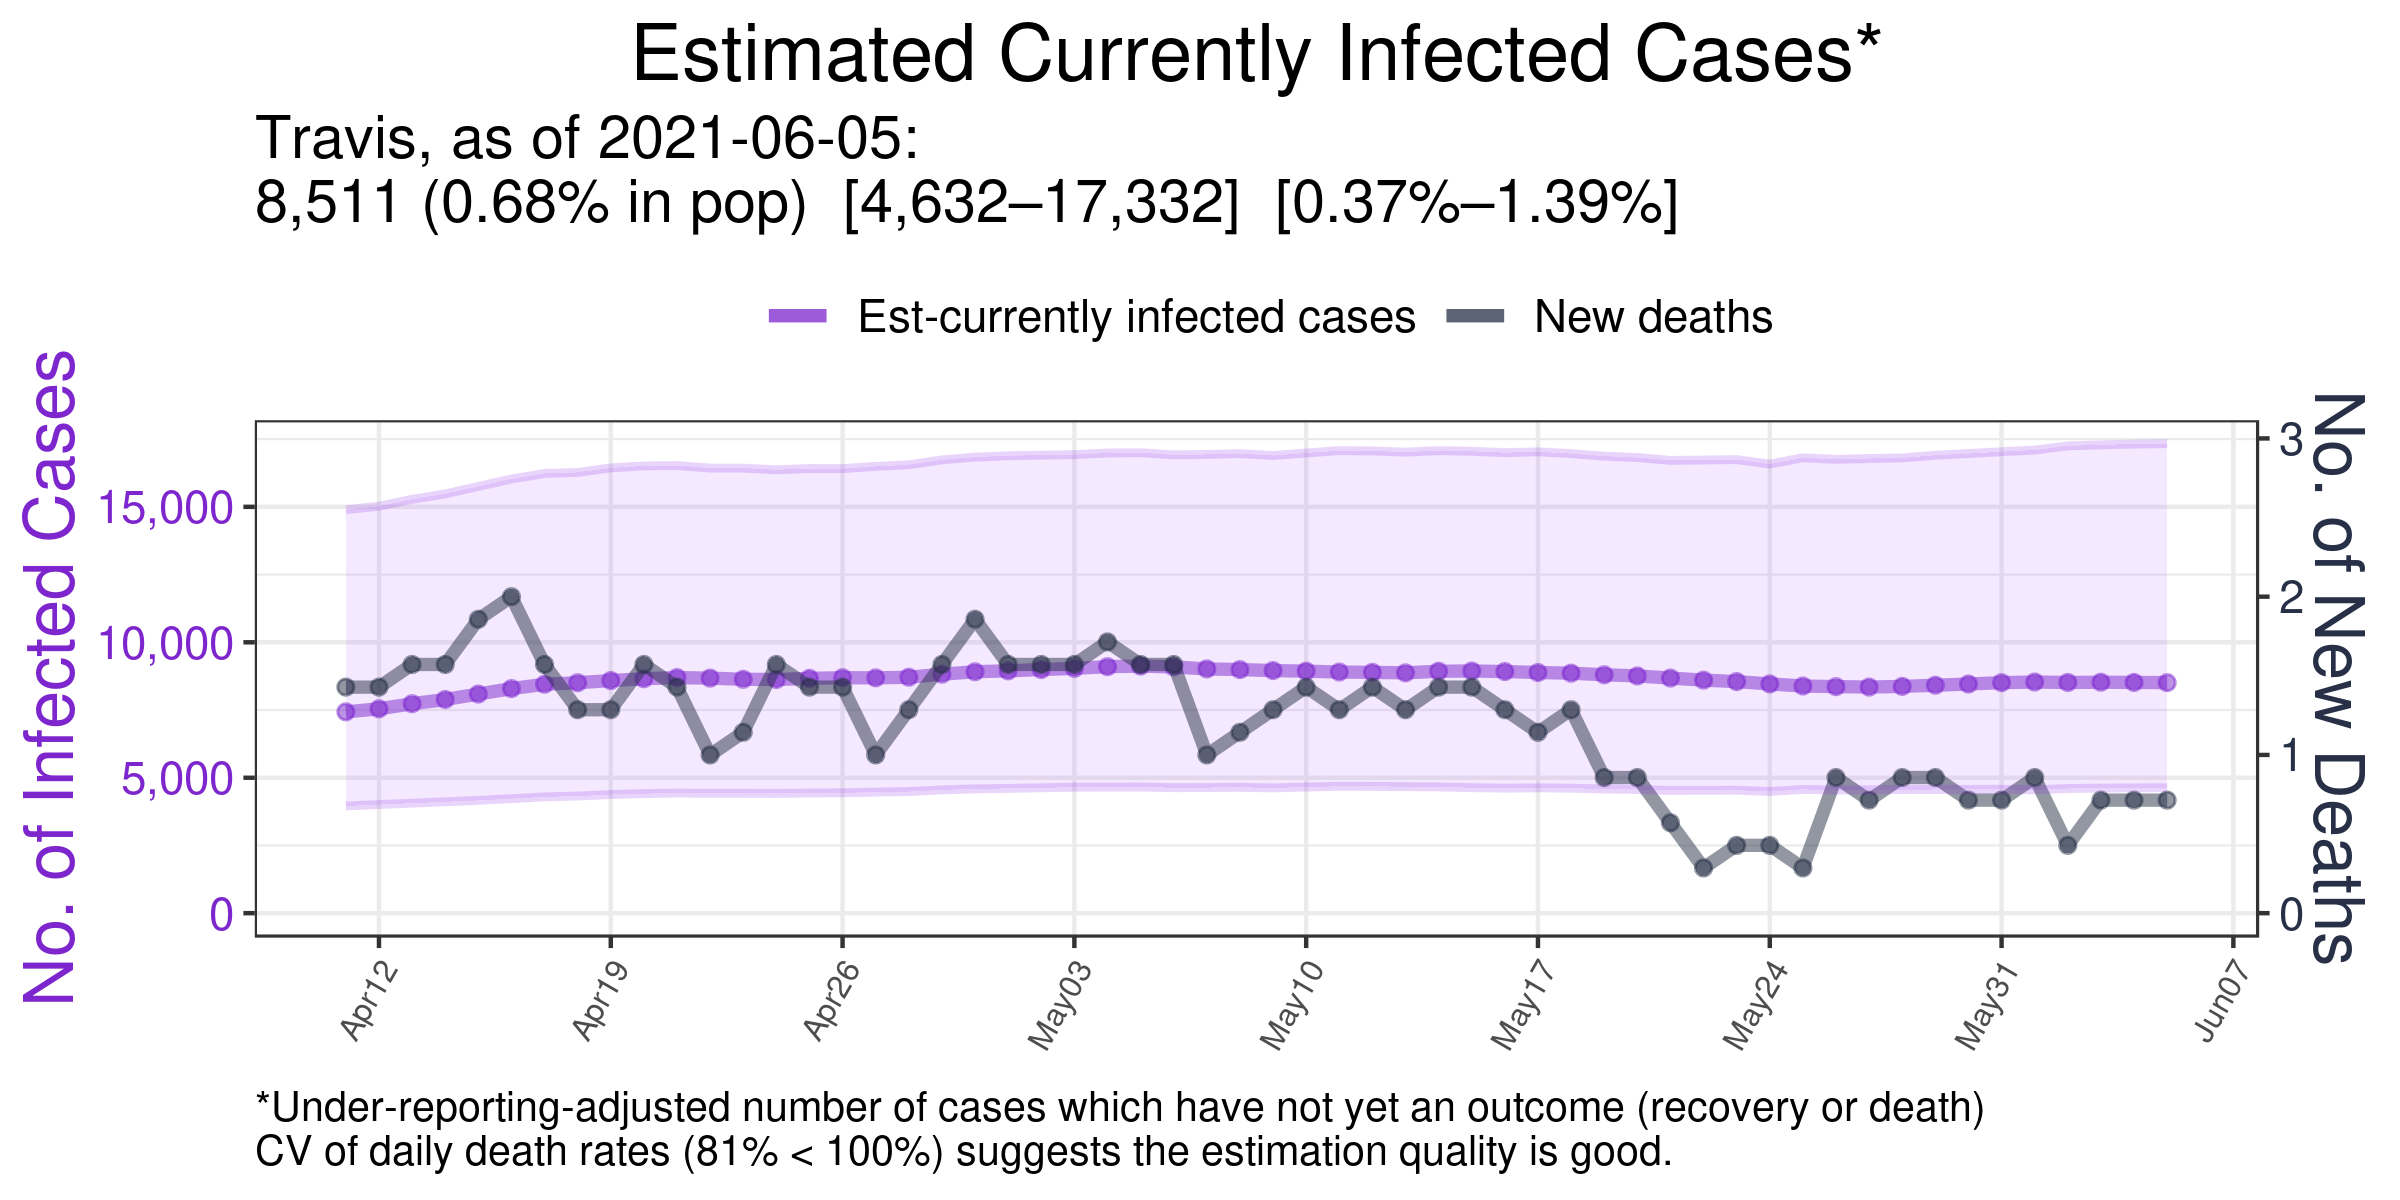 Estimated Currently Infected Cases*
Travis, as of 2021-06-05:
8,511 (0.68% in pop)  [4,632–17,332]  [0.37%–1.39%]
Est-currently infected cases
New deaths
No. of Infected Cases
15,000
10,000
5,000
0
3
2
1
0
No. of New Deaths
Apr12
Apr19
Apr26
May03
May10
May17
May24
May31
Jun07
*Under-reporting-adjusted number of cases which have not yet an outcome (recovery or death)
CV of daily death rates (81% < 100%) suggests the estimation quality is good.